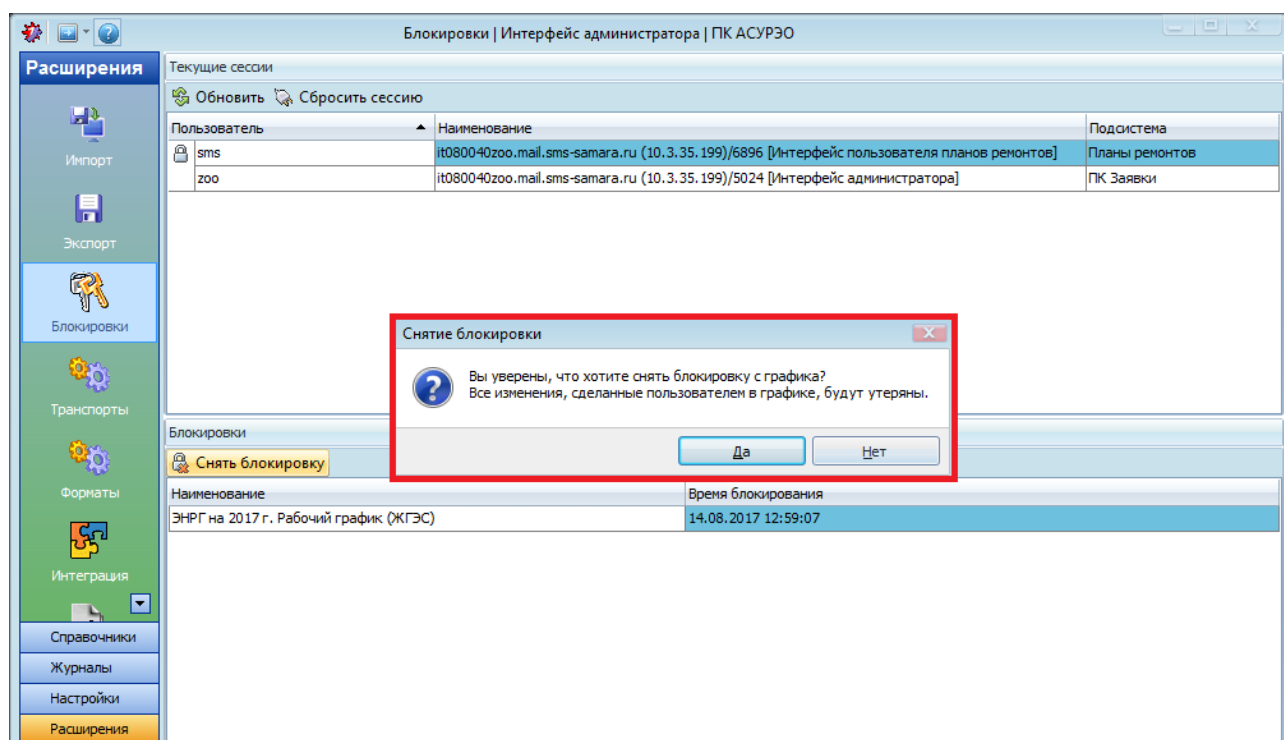 Блокировки | Интерфейс администратора | ПК АСУРЭО
Расширения
Импорт
Экспорт
Блокировки
Транспорты
Форматы
Интеграция
Справочники
Журналы
Настройки
Расширения
Текущие сессии
Обновить Сбросить сессию
Пользователь Наименование Подсистема
sms it080040zoo.mail.sms-samara.ru (10.3.35.199)/6896 [Интерфейс пользователя планов ремонтов] Планы ремонтов
zoo it080040zoo.mail.sms-samara.ru (10.3.35.199)/5024 [Интерфейс администратора] ПК Заявки
Снятие блокировки
Вы уверены, что хотите снять блокировку с графика?
Все изменения, сделанные пользователем в графике, будут утеряны.
Да Нет
Блокировки
Снять блокировку
Наименование Время блокирования
ЭНРГ на 2017 г. Рабочий график (ЖГЭС) 14.08.2017 12:59:07